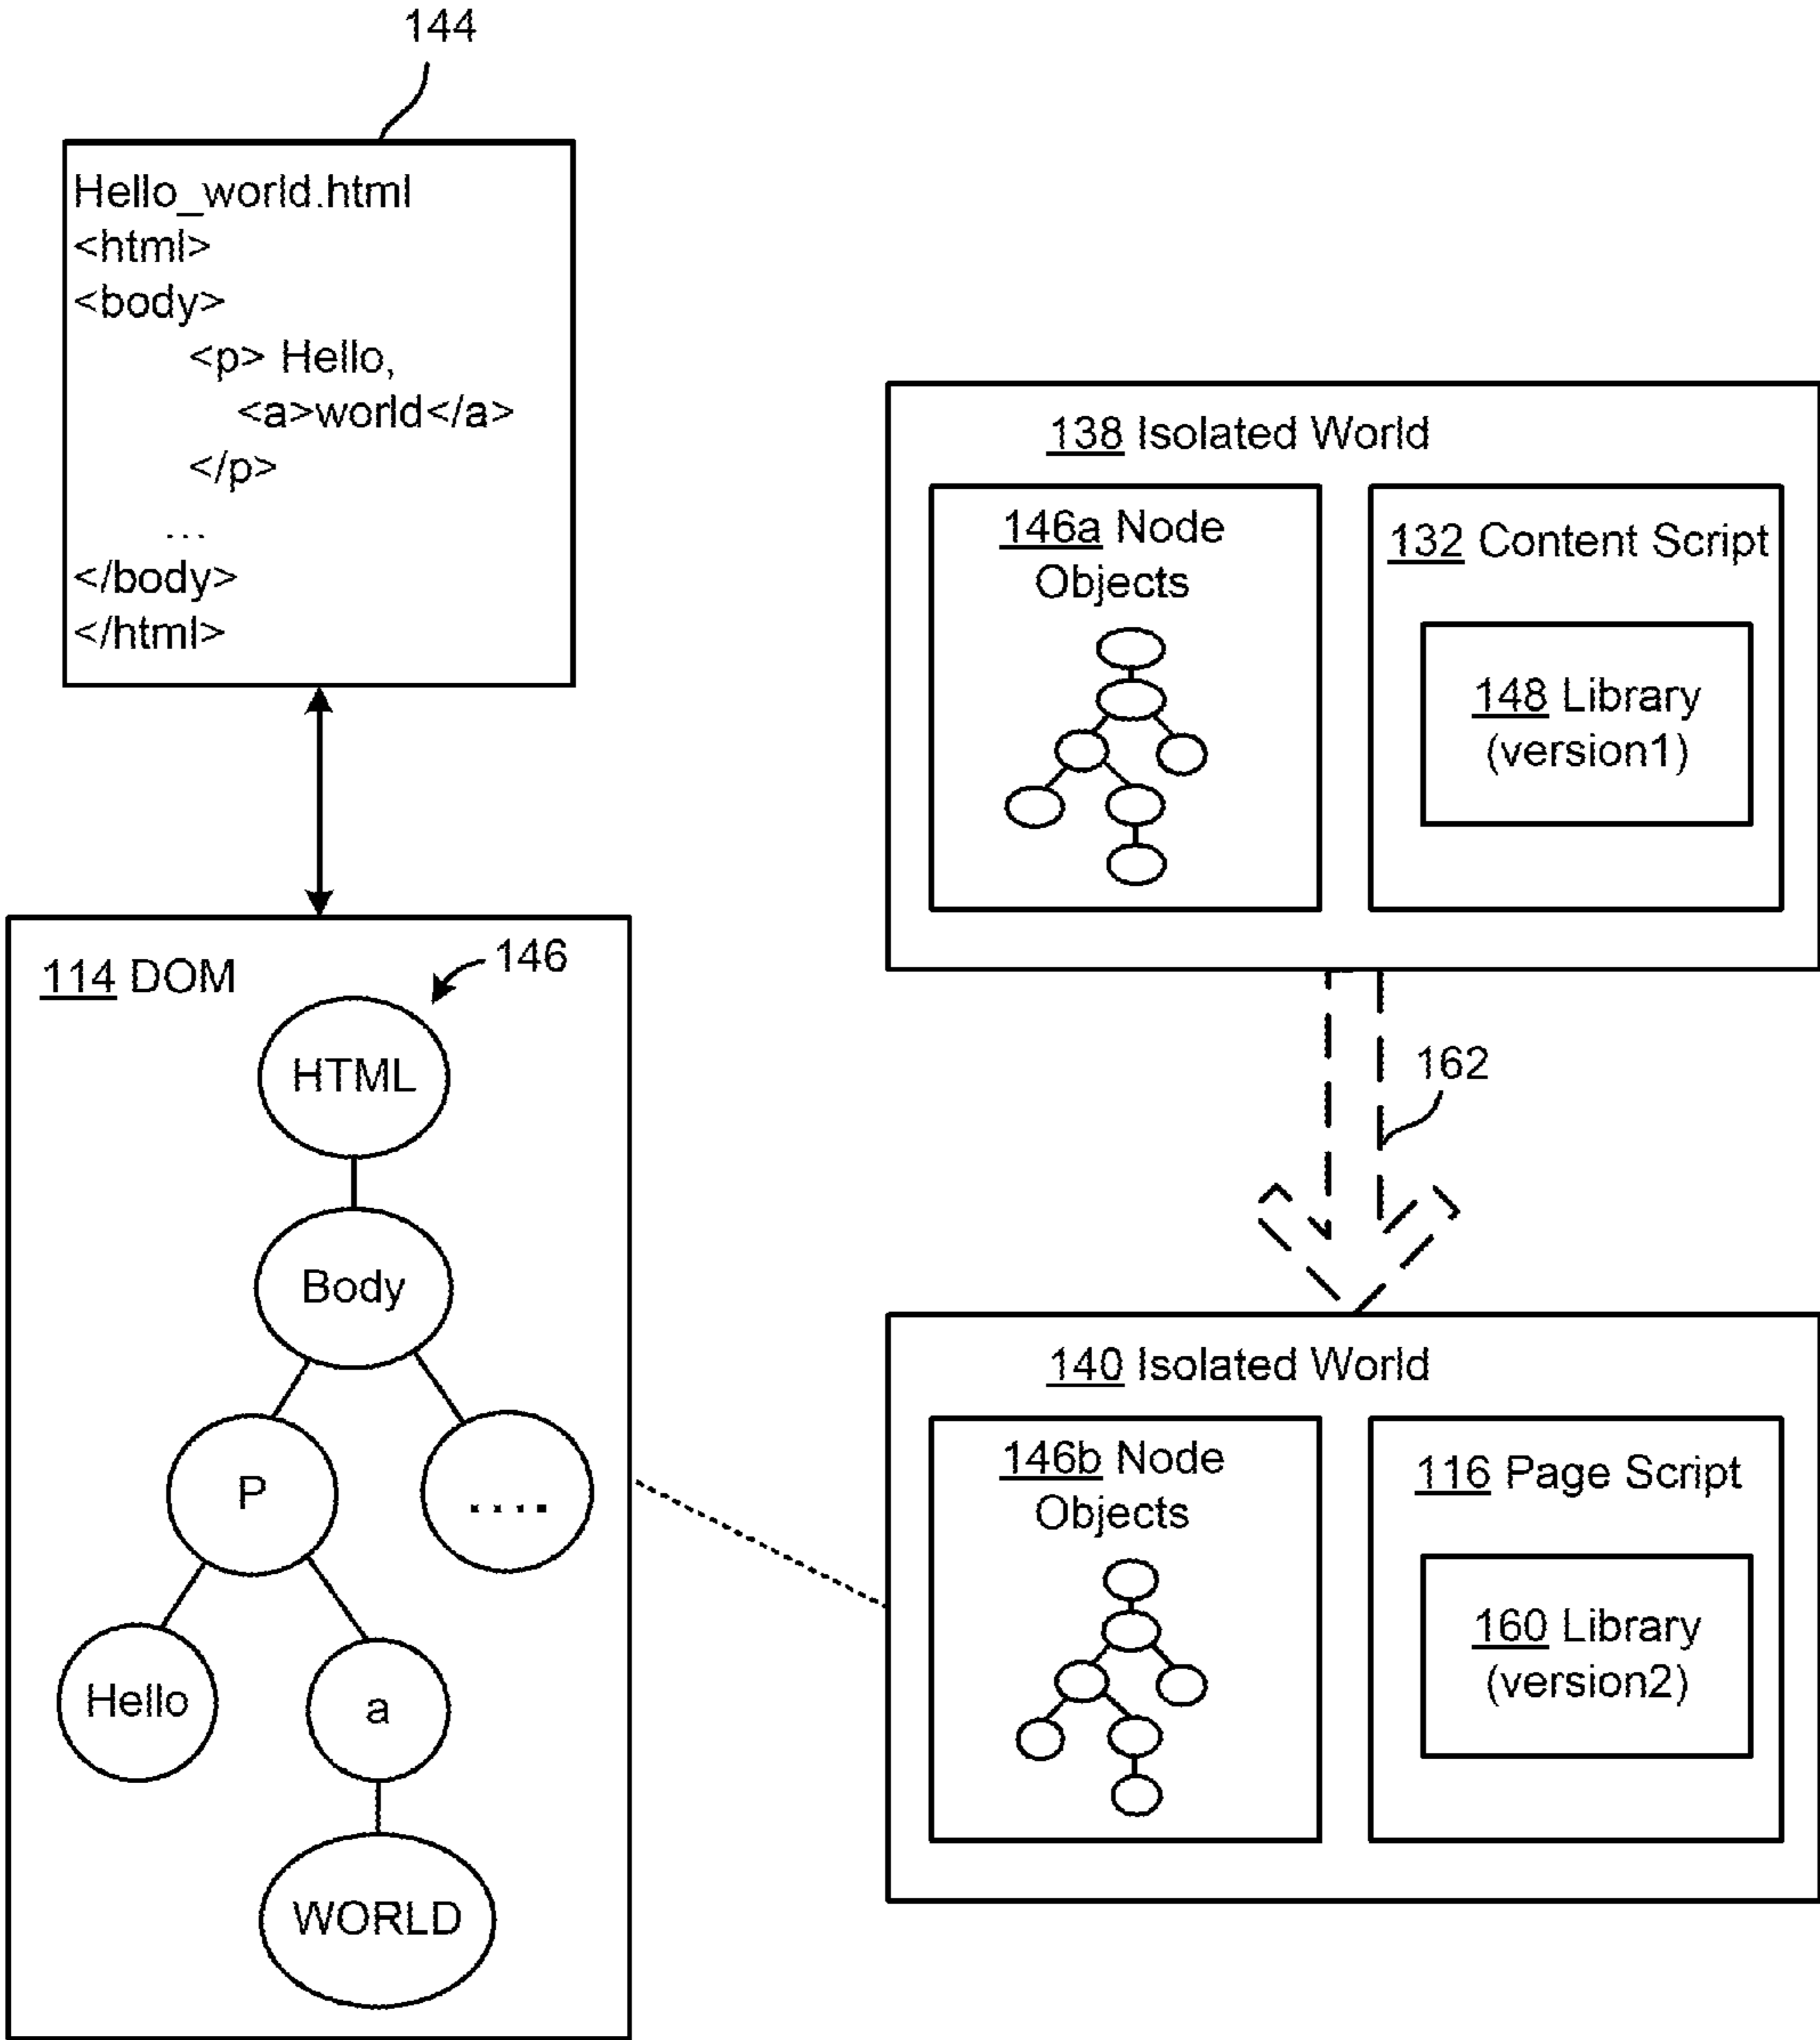 144
Hello_world.html
<html>
<body>
<p> Hello,
<a>world</a>
</p>
...
</body>
</html>
114 DOM
146
HTML
Body
P
....
Hello
a
WORLD
138 Isolated World
146a Node
Objects
132 Content Script
148 Library
(version1)
162
140 Isolated World
146b Node
Objects
116 Page Script
160 Library
(version2)